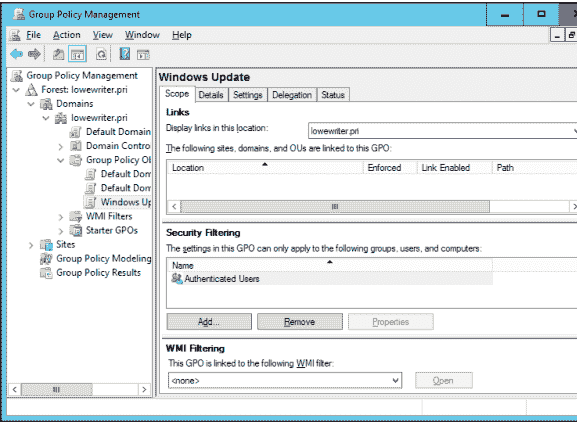 Group Policy Management
File Action View Window Help
Group Policy Management
Forest: lowewriter.pri
Domains
lowewriter.pri
Default Domain
Domain Contro
Group Policy Ob
Default Dom
Default Dom
Windows Up
WMI Filters
Starter GPOs
Sites
Group Policy Modeling
Group Policy Results
Windows Update
Scope Details Settings Delegation Status
Links
Display links in this location: lowewriter.pri
The following sites, domains, and OUs are linked to this GPO:
Location Enforced Link Enabled Path
Security Filtering
The settings in this GPO can only apply to the following groups, users, and computers:
Name
Authenticated Users
Add... Remove Properties
WMI Filtering
This GPO is linked to the following WMI filter:
<none> Open